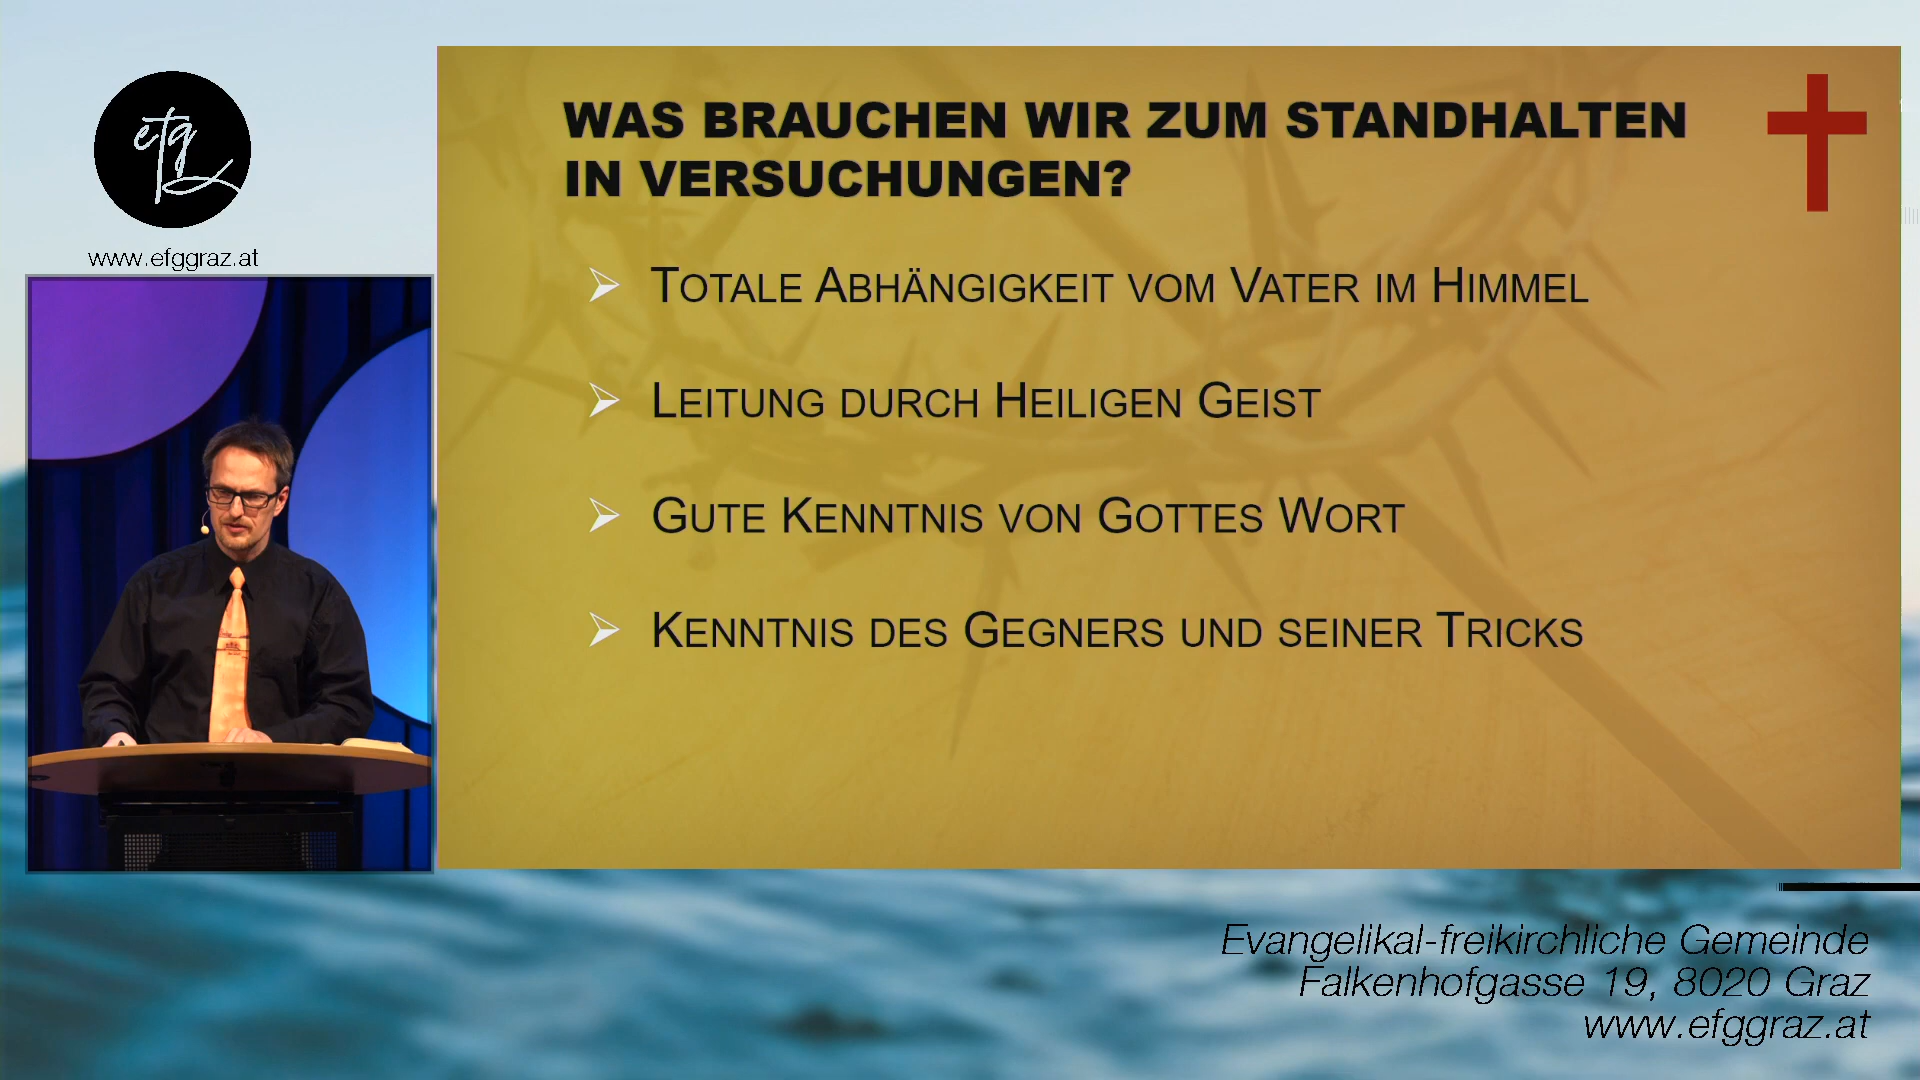 efg
www.efggraz.at
WAS BRAUCHEN WIR ZUM STANDHALTEN
IN VERSUCHUNGEN?
TOTALE ABHÄNGIGKEIT VOM VATER IM HIMMEL
LEITUNG DURCH HEILIGEN GEIST
GUTE KENNTNIS VON GOTTES WORT
KENNTNIS DES GEGNERS UND SEINER TRICKS
Evangelikal-freikirchliche Gemeinde
Falkenhofgasse 19, 8020 Graz
www.efggraz.at